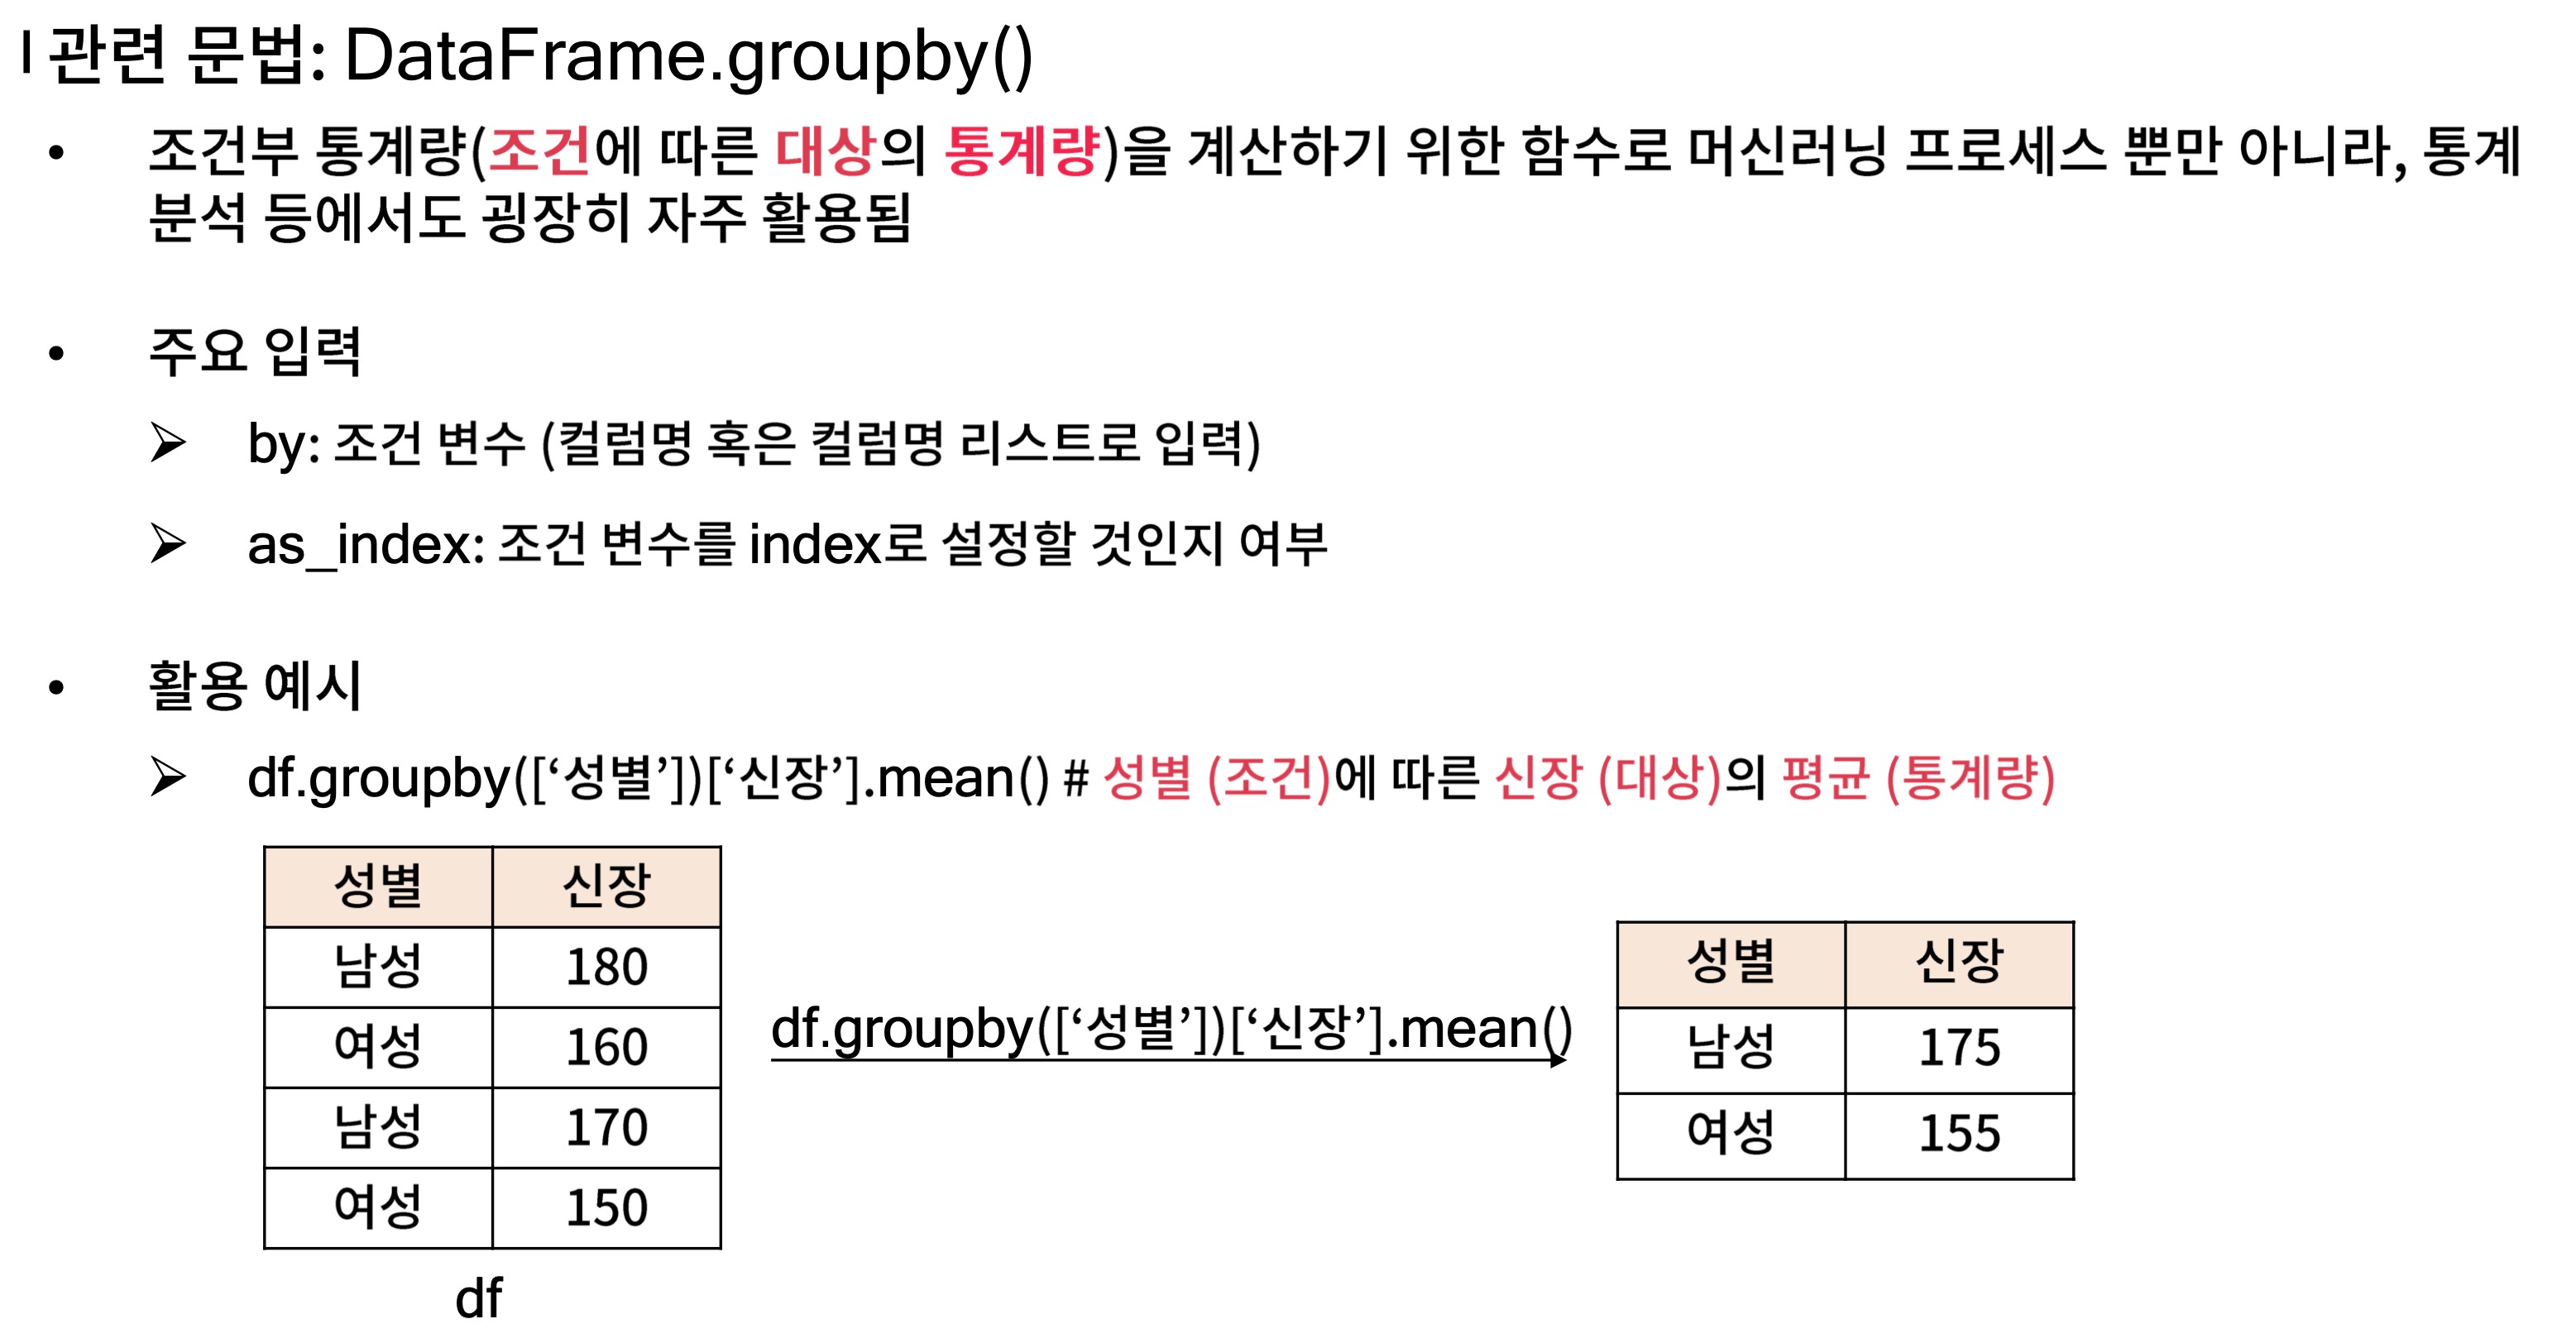 관련 문법: DataFrame.groupby()
• 조건부 통계량(조건에 따른 대상의 통계량)을 계산하기 위한 함수로 머신러닝 프로세스 뿐만 아니라, 통계
분석 등에서도 굉장히 자주 활용됨
• 주요 입력
➢ by: 조건 변수 (컬럼명 혹은 컬럼명 리스트로 입력)
➢ as_index: 조건 변수를 index로 설정할 것인지 여부
• 활용 예시
➢ df.groupby([‘성별’])[‘신장’].mean() # 성별 (조건)에 따른 신장 (대상)의 평균 (통계량)
성별 신장
남성 180
여성 160
남성 170
여성 150
df
df.groupby([‘성별’])[‘신장’].mean()
성별 신장
남성 175
여성 155